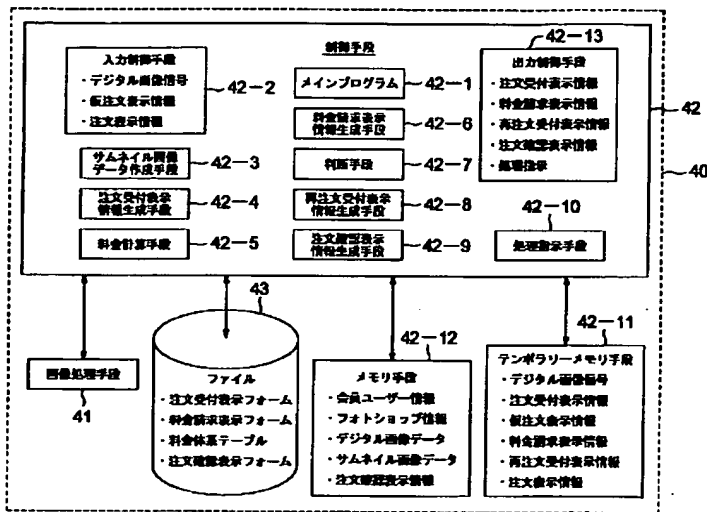 制御手段
入力制御手段
・デジタル画像信号
・仮注文表示情報
・注文表示情報
42-2
メインプログラム
42-1
料金請求表示
情報生成手段
42-6
サムネイル画像
データ作成手段
42-3
判断手段
42-7
注文受付表示
情報生成手段
42-4
再注文受付表示
情報生成手段
42-8
料金計算手段
42-5
注文確認表示
情報生成手段
42-9
42-13
出力制御手段
・注文受付表示情報
・料金請求表示情報
・再注文受付表示情報
・注文確認表示情報
・処理指示
42
40
42-10
処理指示手段
画像処理手段
41
43
ファイル
・注文受付表示フォーム
・料金請求表示フォーム
・料金体系テーブル
・注文確認表示フォーム
42-12
メモリ手段
・会員ユーザー情報
・フォトショップ情報
・デジタル画像データ
・サムネイル画像データ
・注文確認表示情報
42-11
テンポラリーメモリ手段
・デジタル画像信号
・注文受付表示情報
・仮注文表示情報
・料金請求表示情報
・再注文受付表示情報
・注文表示情報